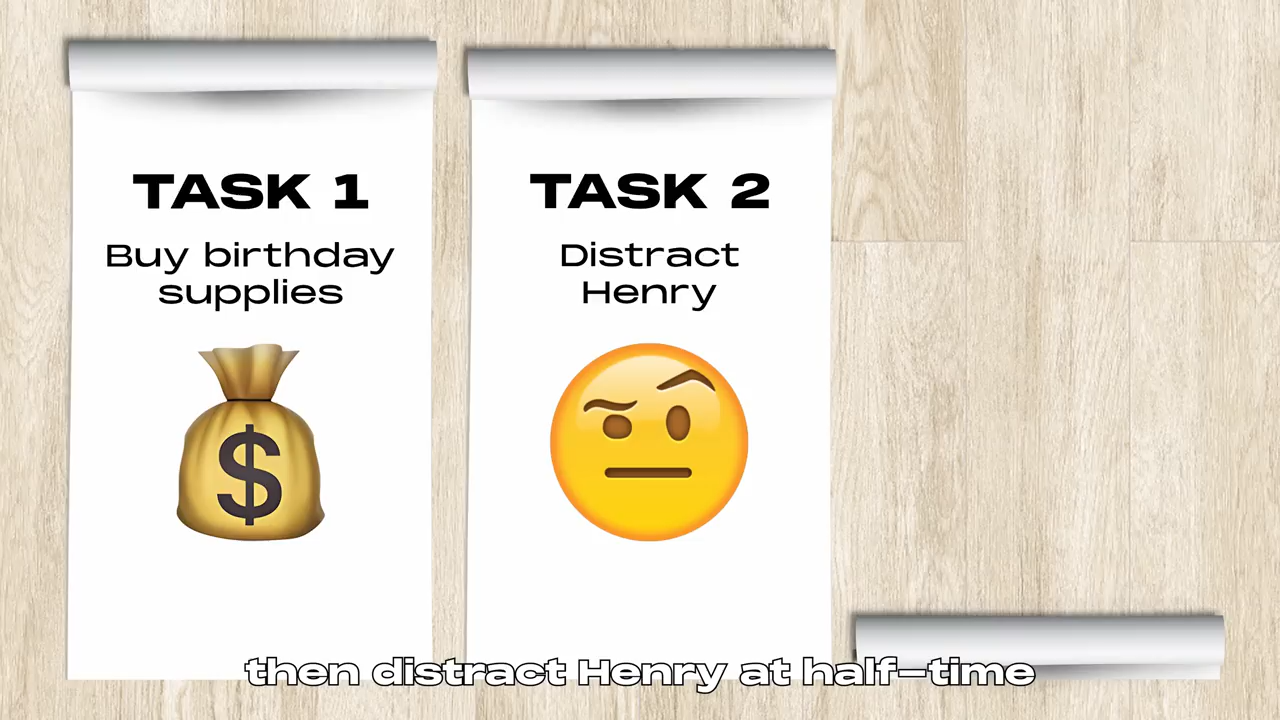 TASK 1
Buy birthday
supplies
$
TASK 2
Distract
Henry
then distract Henry at half-time